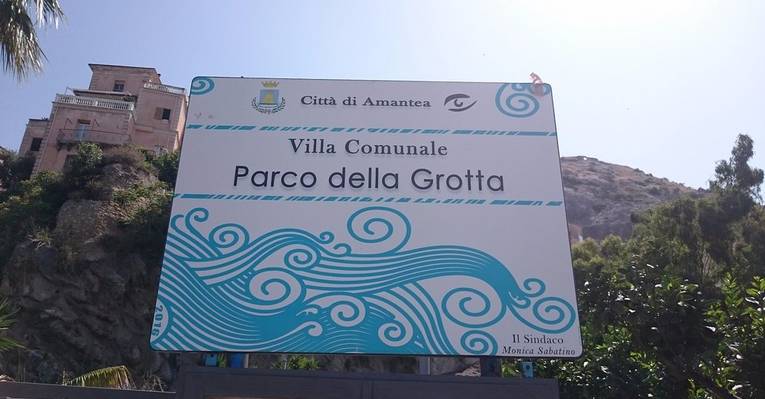 Città di Amantea
Villa Comunale
Parco della Grotta
2016
Il Sindaco
Monica Sabatino